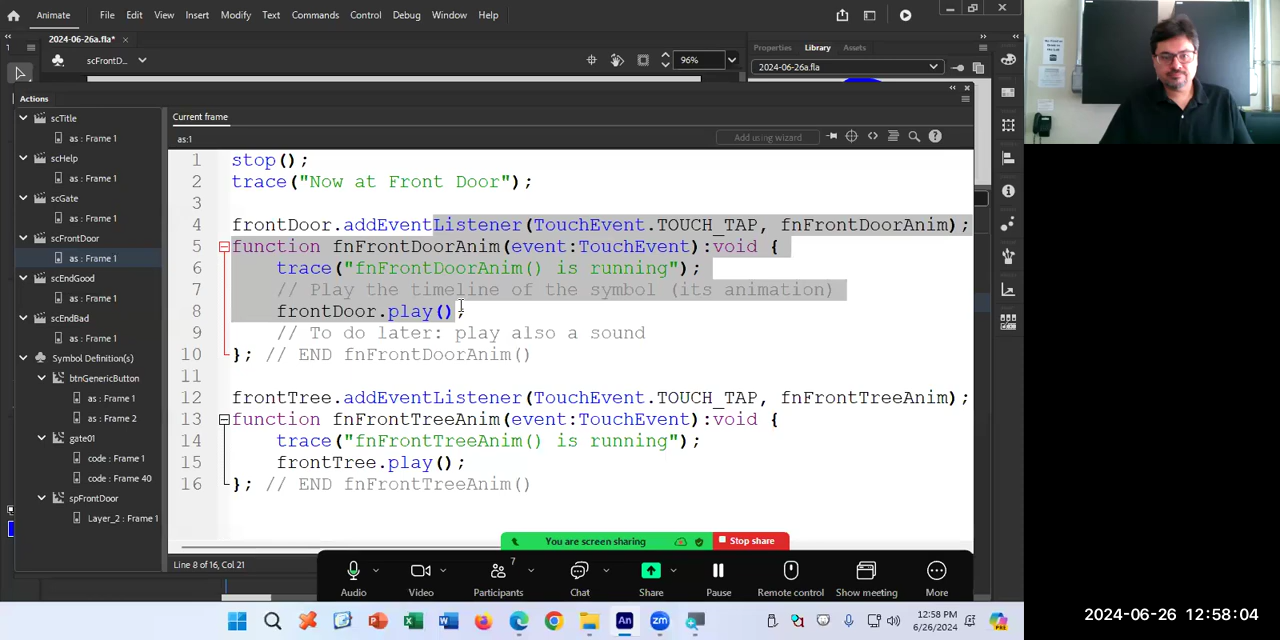 Animate
File Edit View Insert Modify Text Commands Control Debug Window Help
2024-06-26a.fla*
scFrontD...
96%
Properties Library Assets
2024-06-26a.fla
Actions
scTitle
as : Frame 1
scHelp
as : Frame 1
scGate
as : Frame 1
scFrontDoor
as : Frame 1
scEndGood
as : Frame 1
scEndBad
as : Frame 1
Symbol Definition(s)
btnGenericButton
as : Frame 1
as : Frame 2
gate01
code : Frame 1
code : Frame 40
spFrontDoor
Layer_2 : Frame 1
Current frame
as:1
Add using wizard
1 stop();
2 trace("Now at Front Door");
3
4 frontDoor.addEventListener(TouchEvent.TOUCH_TAP, fnFrontDoorAnim);
5 function fnFrontDoorAnim(event:TouchEvent):void {
6 trace("fnFrontDoorAnim() is running");
7 // Play the timeline of the symbol (its animation)
8 frontDoor.play();
9 // To do later: play also a sound
10 }; // END fnFrontDoorAnim()
11
12 frontTree.addEventListener(TouchEvent.TOUCH_TAP, fnFrontTreeAnim);
13 function fnFrontTreeAnim(event:TouchEvent):void {
14 trace("fnFrontTreeAnim() is running");
15 frontTree.play();
16 }; // END fnFrontTreeAnim()
You are screen sharing Stop share
Line 8 of 16, Col 21
7
Audio Video Participants Chat Share Pause Remote control Show meeting More
12:58 PM
6/26/2024
2024-06-26 12:58:04